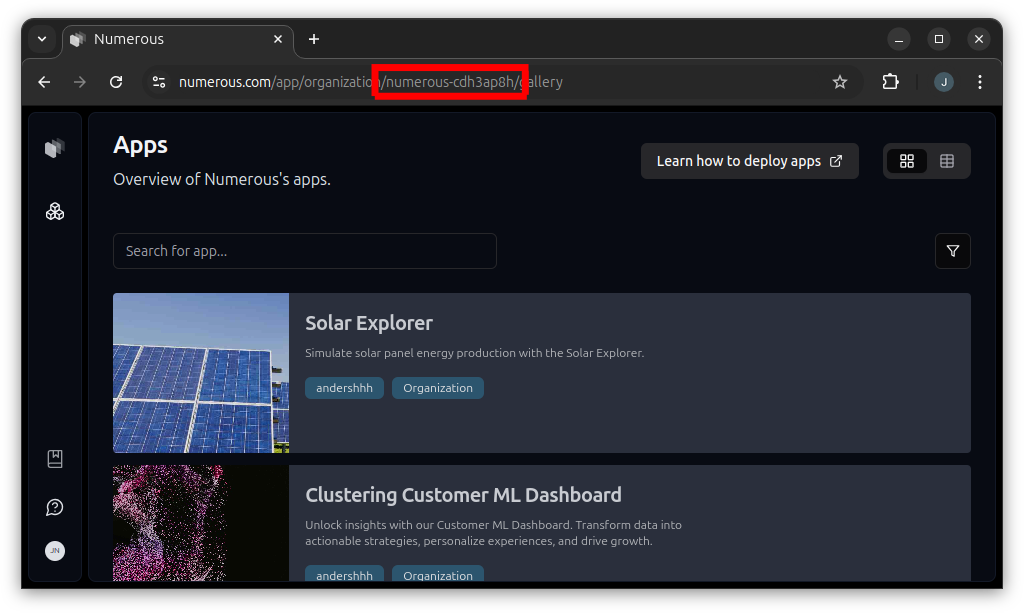 Numerous
numerous.com/app/organization/numerous-cdh3ap8h/gallery
J
Apps
Learn how to deploy apps
Overview of Numerous's apps.
Search for app...
Solar Explorer
Simulate solar panel energy production with the Solar Explorer.
andershhh Organization
Clustering Customer ML Dashboard
Unlock insights with our Customer ML Dashboard. Transform data into
actionable strategies, personalize experiences, and drive growth.
andershhh Organization
JN